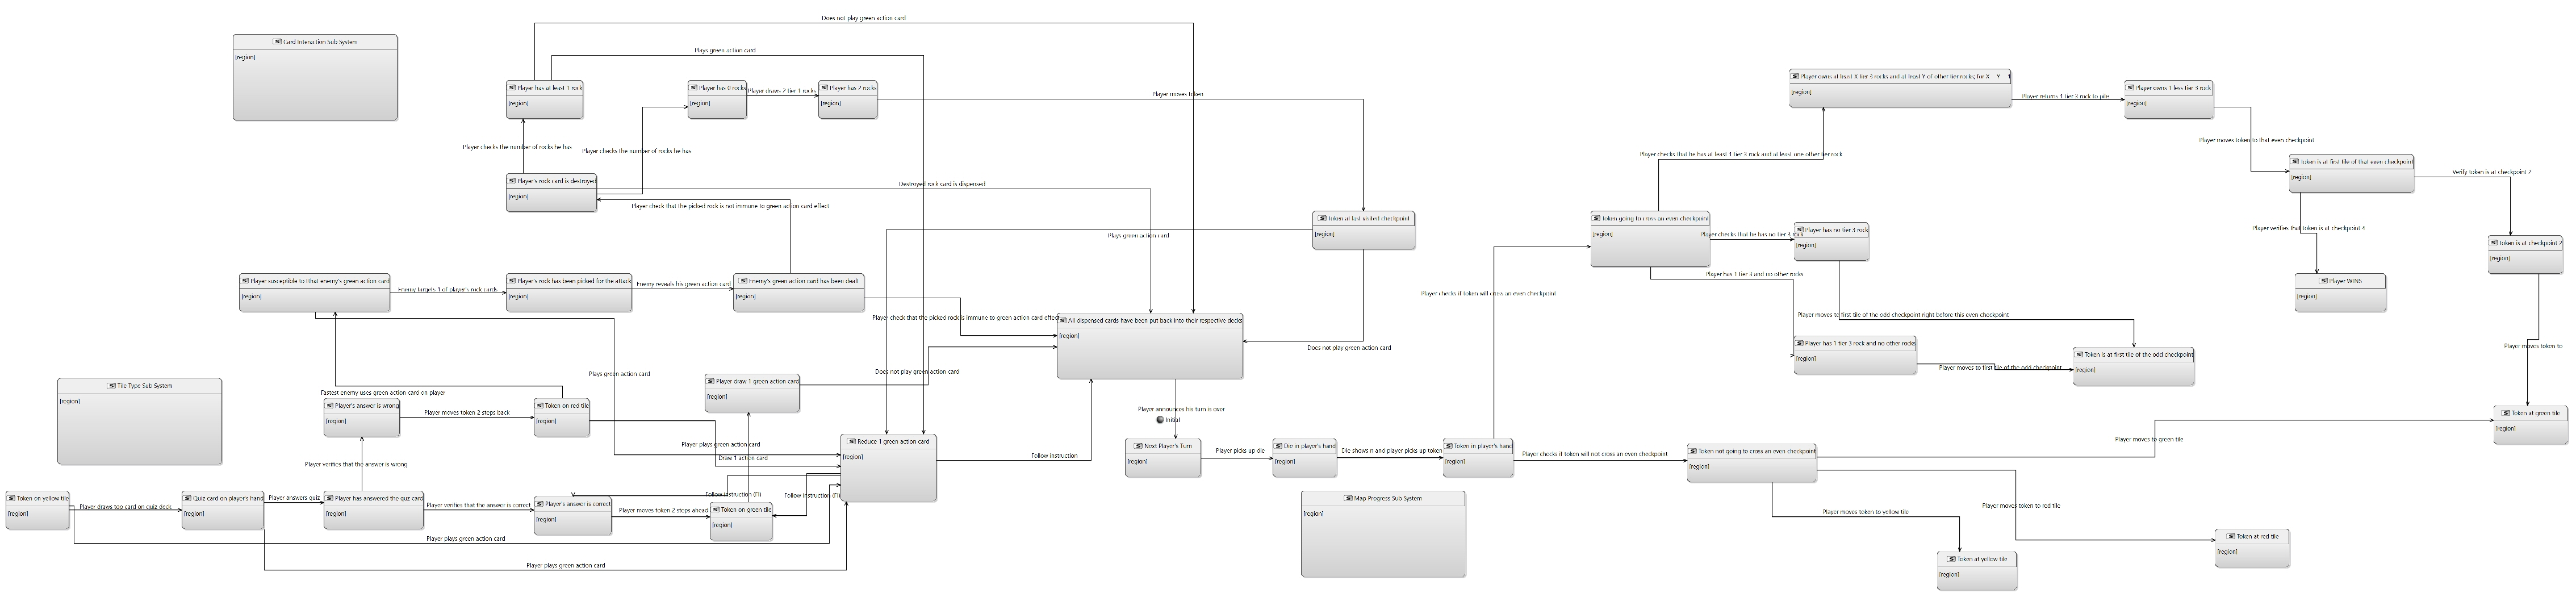 Does not play green action card
Card Interaction Sub System
[region]
Plays green action card
Player has at least 1 rock
[region]
Player has 0 rocks
[region]
Player draws 2 tier 1 rocks
Player has 2 rocks
[region]
Player moves token
Player owns at least X tier 3 rocks and at least Y of other tier rocks; for X Y 1
[region]
Player returns 1 tier 3 rock to pile
Player owns 1 less tier 3 rock
[region]
Player checks the number of rocks he has
Player checks the number of rocks he has
Player checks that he has at least 1 tier 3 rock and at least one other tier rock
Player moves token to that even checkpoint
Token is at first tile of that even checkpoint
[region]
Verify token is at checkpoint 2
Player's rock card is destroyed
[region]
Destroyed rock card is dispensed
Player check that the picked rock is not immune to green action card effect
Token at last visited checkpoint
[region]
Plays green action card
Token going to cross an even checkpoint
[region]
Player checks that he has no tier 3 rock
Player has no tier 3 rock
[region]
Player verifies that token is at checkpoint 4
Token is at checkpoint 2
[region]
Player has 1 tier 3 and no other rocks
Player WINS
[region]
Player susceptible to tthat enemy's green action card
[region]
Enemy targets 1 of player's rock cards
Player's rock has been picked for the attack
[region]
Enemy reveals his green action card
Enemy's green action card has been dealt
[region]
Player checks if token will cross an even checkpoint
Player check that the picked rock is immune to green action card effect
All dispensed cards have been put back into their respective decks
[region]
Player moves to first tile of the odd checkpoint right before this even checkpoint
Does not play green action card
Player has 1 tier 3 rock and no other rocks
[region]
Player moves to first tile of the odd checkpoint
Token is at first tile of the odd checkpoint
[region]
Player moves token to
Tile Type Sub System
[region]
Plays green action card
Player draw 1 green action card
[region]
Does not play green action card
Fastest enemy uses green action card on player
Player's answer is wrong
[region]
Player moves token 2 steps back
Token on red tile
[region]
Player announces his turn is over
Initial
Token at green tile
[region]
Player plays green action card
Draw 1 action card
Reduce 1 green action card
[region]
Follow instruction
Next Player's Turn
[region]
Player picks up die
Die in player's hand
[region]
Die shows n and player picks up token
Token in player's hand
[region]
Player checks if token will not cross an even checkpoint
Token not going to cross an even checkpoint
[region]
Player moves to green tile
Player verifies that the answer is wrong
Token on yellow tile
[region]
Player draws top card on quiz deck
Quiz card on player's hand
[region]
Player answers quiz
Player has answered the quiz card
[region]
Player verifies that the answer is correct
Player's answer is correct
[region]
Player moves token 2 steps ahead
Follow instruction
Follow instruction
Token on green tile
[region]
Map Progress Sub System
[region]
Player moves token to yellow tile
Player moves token to red tile
Player plays green action card
Token at red tile
[region]
Token at yellow tile
[region]
Player plays green action card